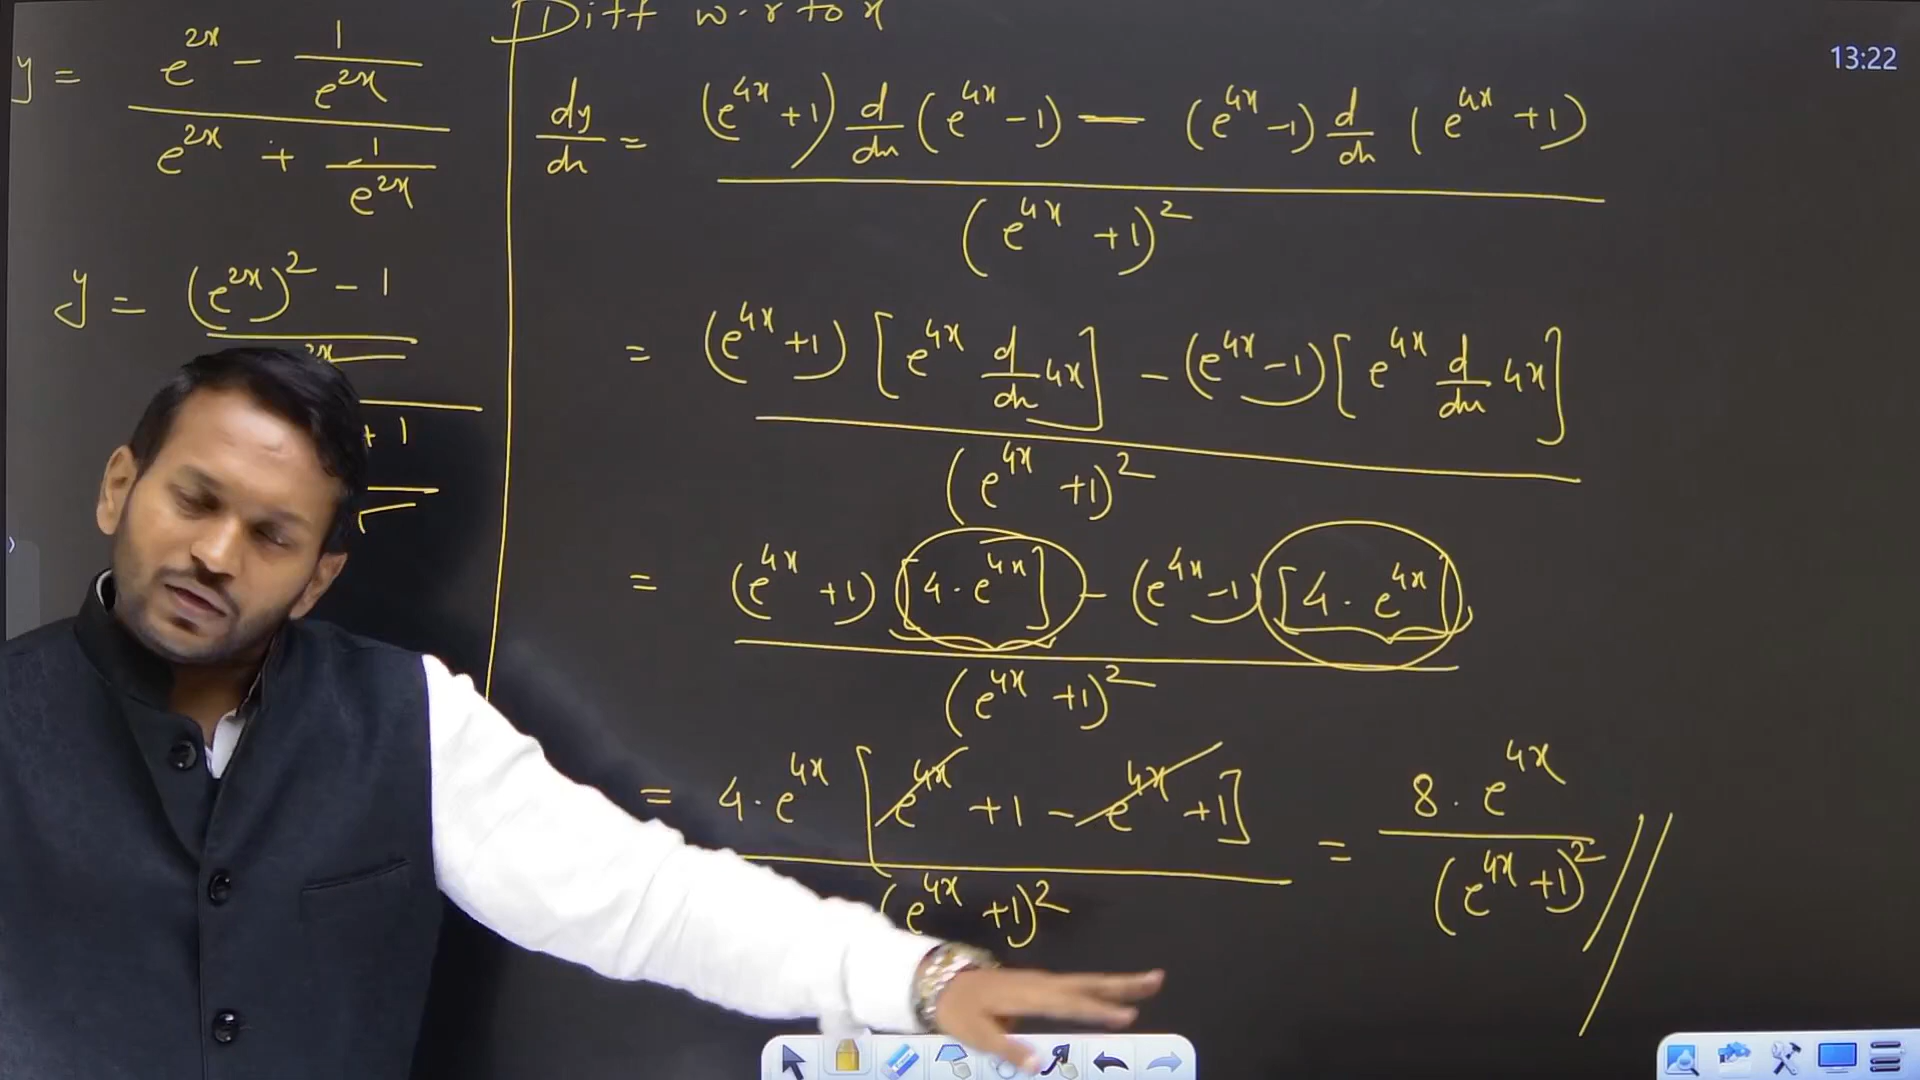 y = (e^{2x} - 1/e^{2x}) / (e^{2x} + 1/e^{2x})
y = (e^{2x})^2 - 1
2x
+ 1
Diff w.r to x
13:22
dy/dx = ((e^{4x} + 1) d/dx (e^{4x} - 1) - (e^{4x} - 1) d/dx (e^{4x} + 1)) / (e^{4x} + 1)^2
= ((e^{4x} + 1) [e^{4x} d/dx 4x] - (e^{4x} - 1) [e^{4x} d/dx 4x]) / (e^{4x} + 1)^2
= ((e^{4x} + 1) [4 · e^{4x}] - (e^{4x} - 1) [4 · e^{4x}]) / (e^{4x} + 1)^2
= 4 · e^{4x} [e^{4x} + 1 - e^{4x} + 1] / (e^{4x} + 1)^2 = 8 · e^{4x} / (e^{4x} + 1)^2